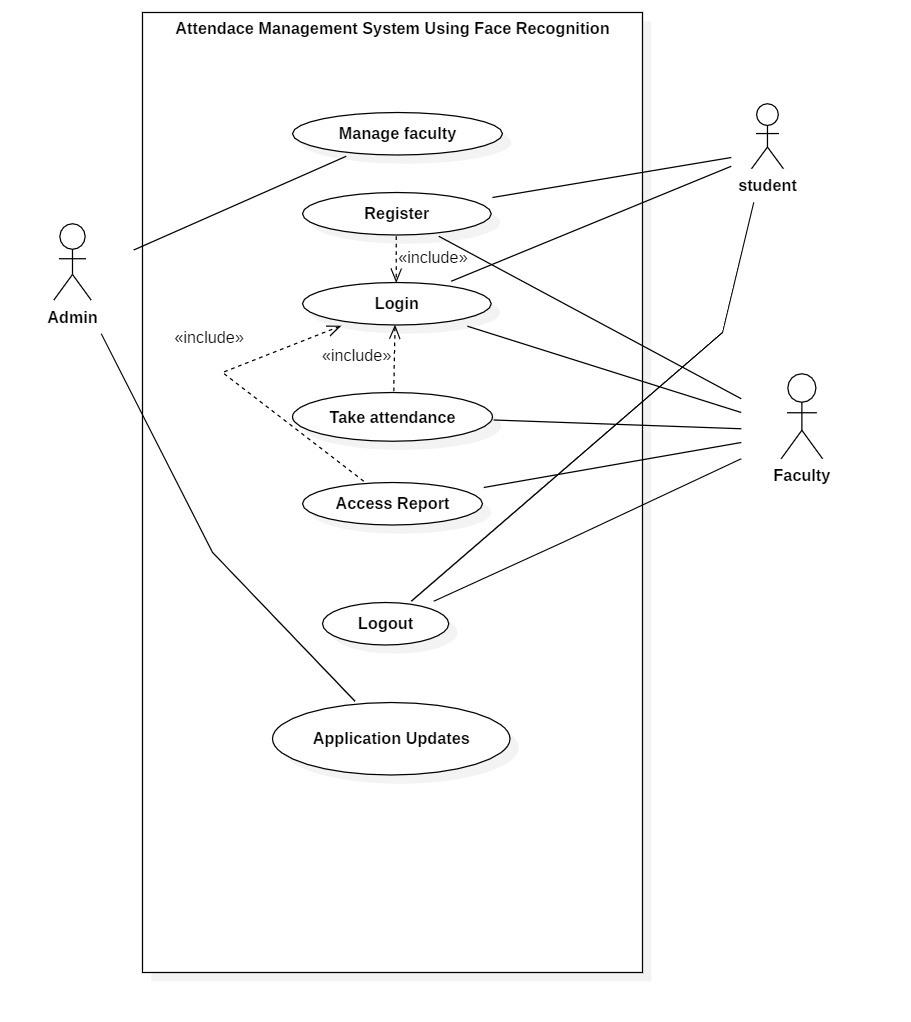 Attendace Management System Using Face Recognition
Manage faculty
student
Register
«include»
Admin
Login
«include»
«include»
Take attendance
Faculty
Access Report
Logout
Application Updates